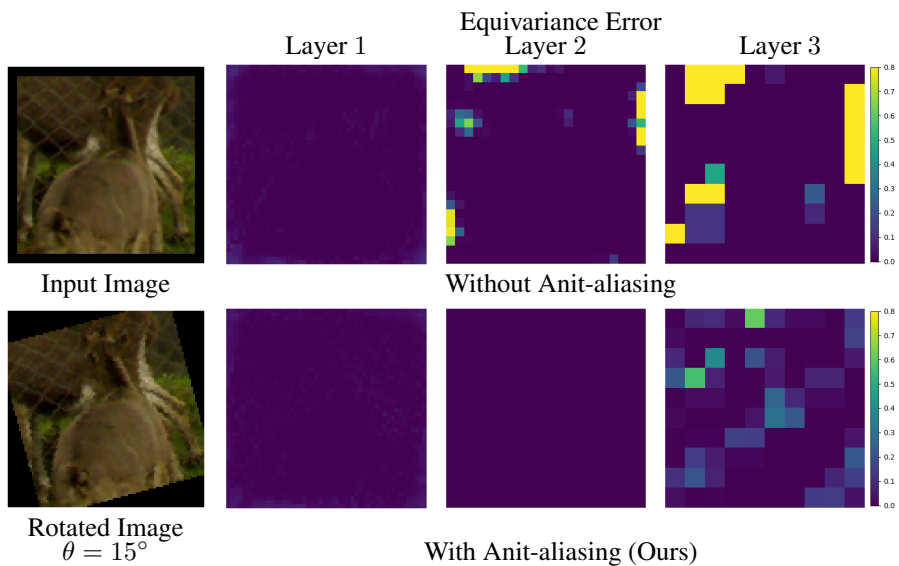 Equivariance Error
Layer 1
Layer 2
Layer 3
0.8
0.7
0.6
0.5
0.4
0.3
0.2
0.1
0.0
Input Image
Without Anit-aliasing
0.8
0.7
0.6
0.5
0.4
0.3
0.2
0.1
0.0
Rotated Image
θ = 15°
With Anit-aliasing (Ours)